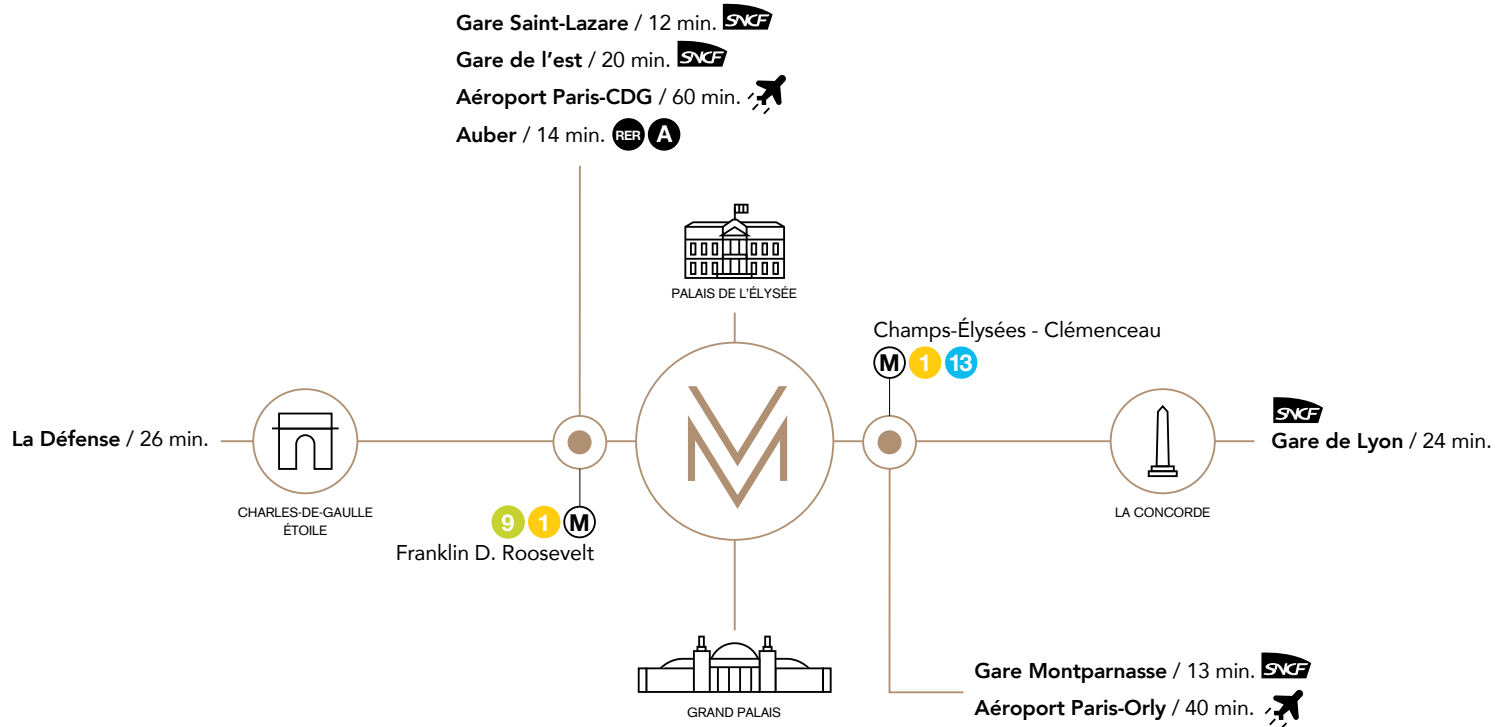 Gare Saint-Lazare / 12 min. SNCF
Gare de l'est / 20 min. SNCF
Aéroport Paris-CDG / 60 min.
Auber / 14 min. RER A
PALAIS DE L'ÉLYSÉE
Champs-Élysées - Clémenceau
M 1 13
La Défense / 26 min.
CHARLES-DE-GAULLE
ÉTOILE
9 1 M
Franklin D. Roosevelt
VM
LA CONCORDE
SNCF
Gare de Lyon / 24 min.
GRAND PALAIS
Gare Montparnasse / 13 min. SNCF
Aéroport Paris-Orly / 40 min.